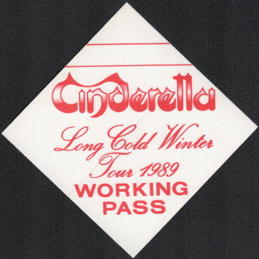 Cinderella
Long Cold Winter
Tour 1989
WORKING
PASS